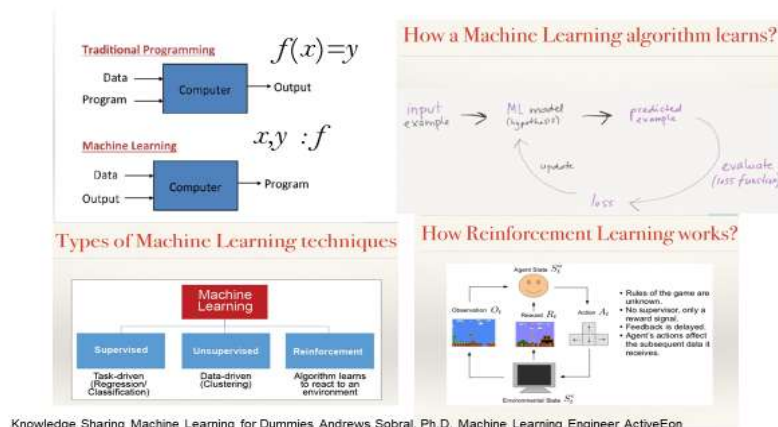 Traditional Programming
f(x)=y
Data
Program
Computer
Output
Machine Learning
x,y :f
Data
Output
Computer
Program
How a Machine Learning algorithm learns?
input example
ML model (hypothesis)
predicted example
update
evaluate (loss function)
loss
Types of Machine Learning techniques
Machine Learning
Supervised
Unsupervised
Reinforcement
Task-driven (Regression/Classification)
Data-driven (Clustering)
Algorithm learns to react to an environment
How Reinforcement Learning works?
Agent State
Observation
Reward
Action
Environmental State
• Rules of the game are unknown.
• No supervisor, only a reward signal.
• Feedback is delayed.
• Agent's actions affect the subsequent data it receives.
Knowledge Sharing Machine Learning for Dummies Andrews Sobral, Ph.D. Machine Learning Engineer ActiveEon